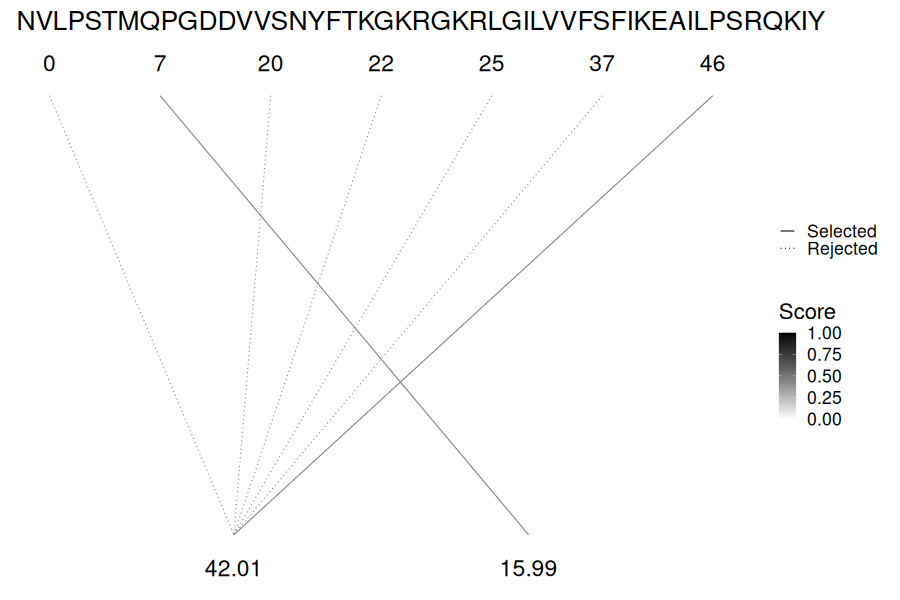 NVLPSTMQPGDDVVSNYFTKGKRGKRLGILVVFSFIKEAILPSRQKIY
0 7 20 22 25 37 46
Selected
Rejected
Score
1.00
0.75
0.50
0.25
0.00
42.01 15.99